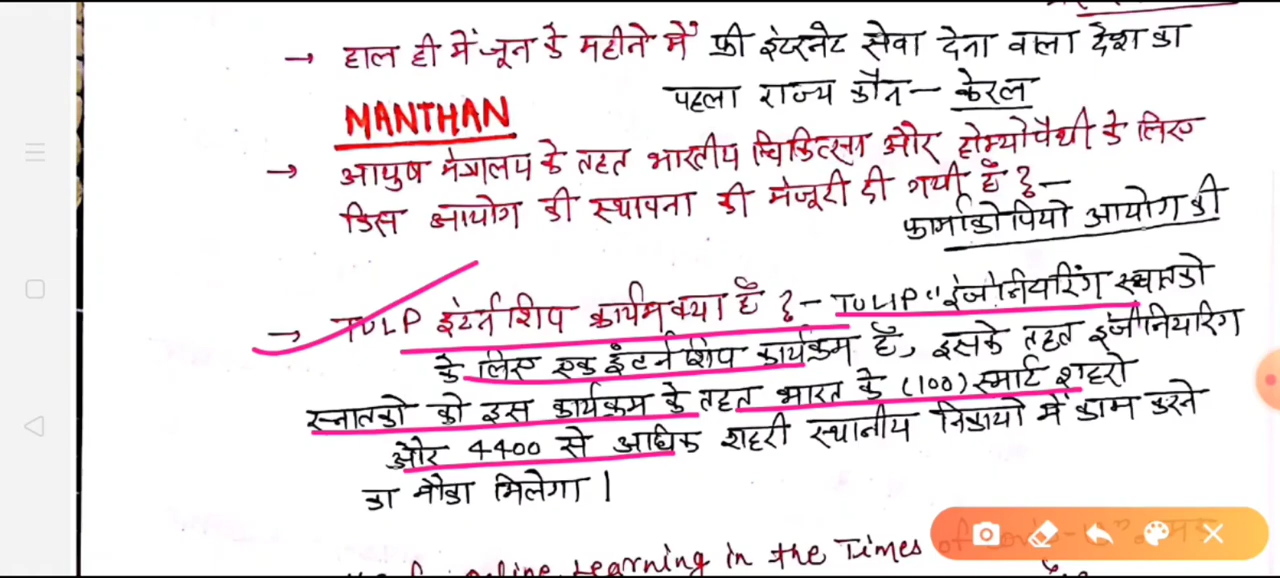 → हाल ही में जून के महीने में फ्री इंटरनेट सेवा देना वाला देश का
पहला राज्य कौन – केरल
MANTHAN
→ आयुष मंत्रालय के तहत भारतीय चिकित्सा और होम्योपैथी के लिए
किस आयोग की स्थापना की मंजूरी दी गयी है ? –
फार्माकोपियो आयोग की
→ TULP इंटर्नशिप कार्यम क्या है ? – TULIP "इंजीनियरिंग स्नातको
के लिए एक इंटर्नशिप कार्यक्रम है, इसके तहत इंजीनियरिंग
स्नातको को इस कार्यक्रम के तहत भारत के (100) स्मार्ट शहरो
और 4400 से अधिक शहरी स्थानीय निकायो में काम करने
का मौका मिलेगा |
online Learning in the Times of